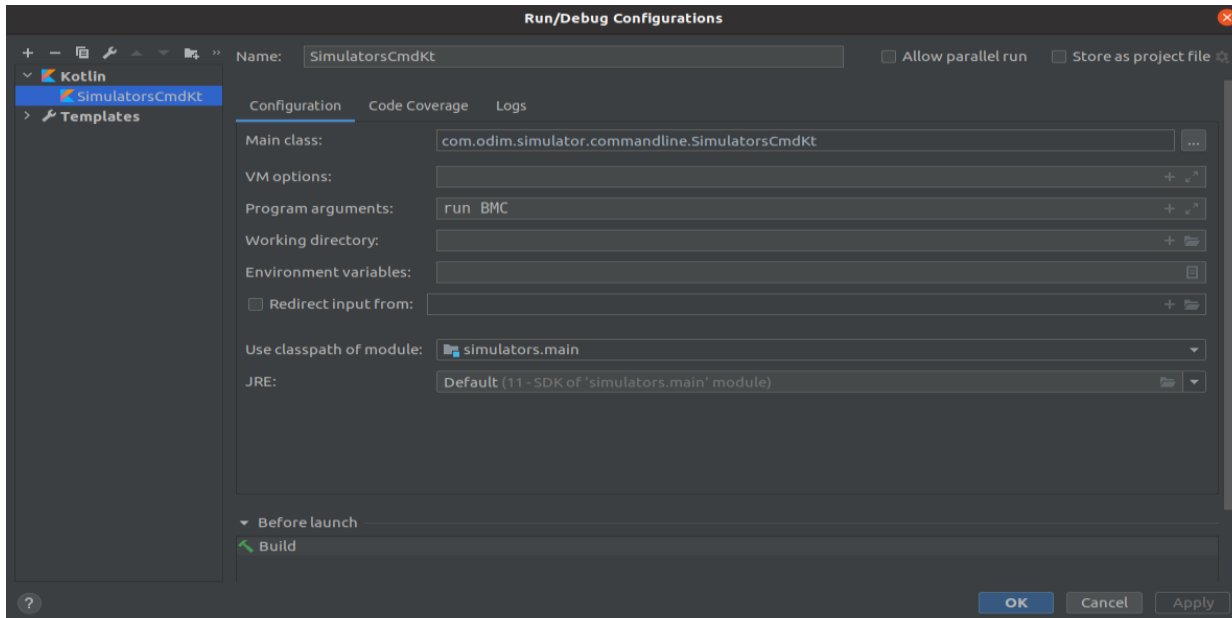 Run/Debug Configurations
Name: SimulatorsCmdKt Allow parallel run Store as project file
Kotlin
SimulatorsCmdKt
Templates
Configuration Code Coverage Logs
Main class: com.odim.simulator.commandline.SimulatorsCmdKt ...
VM options:
Program arguments: run BMC
Working directory:
Environment variables:
Redirect input from:
Use classpath of module: simulators.main
JRE: Default (11 - SDK of 'simulators.main' module)
Before launch
Build
? OK Cancel Apply